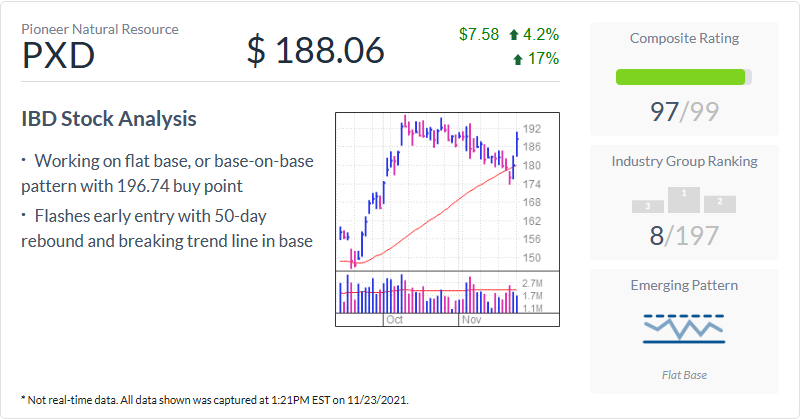 Pioneer Natural Resource
PXD
$ 188.06
$7.58 4.2%
17%
IBD Stock Analysis
· Working on flat base, or base-on-base
pattern with 196.74 buy point
· Flashes early entry with 50-day
rebound and breaking trend line in base
192
186
180
174
168
162
156
150
2.7M
1.7M
1.1M
Oct
Nov
* Not real-time data. All data shown was captured at 1:21PM EST on 11/23/2021.
Composite Rating
97/99
Industry Group Ranking
3 1 2
8/197
Emerging Pattern
Flat Base